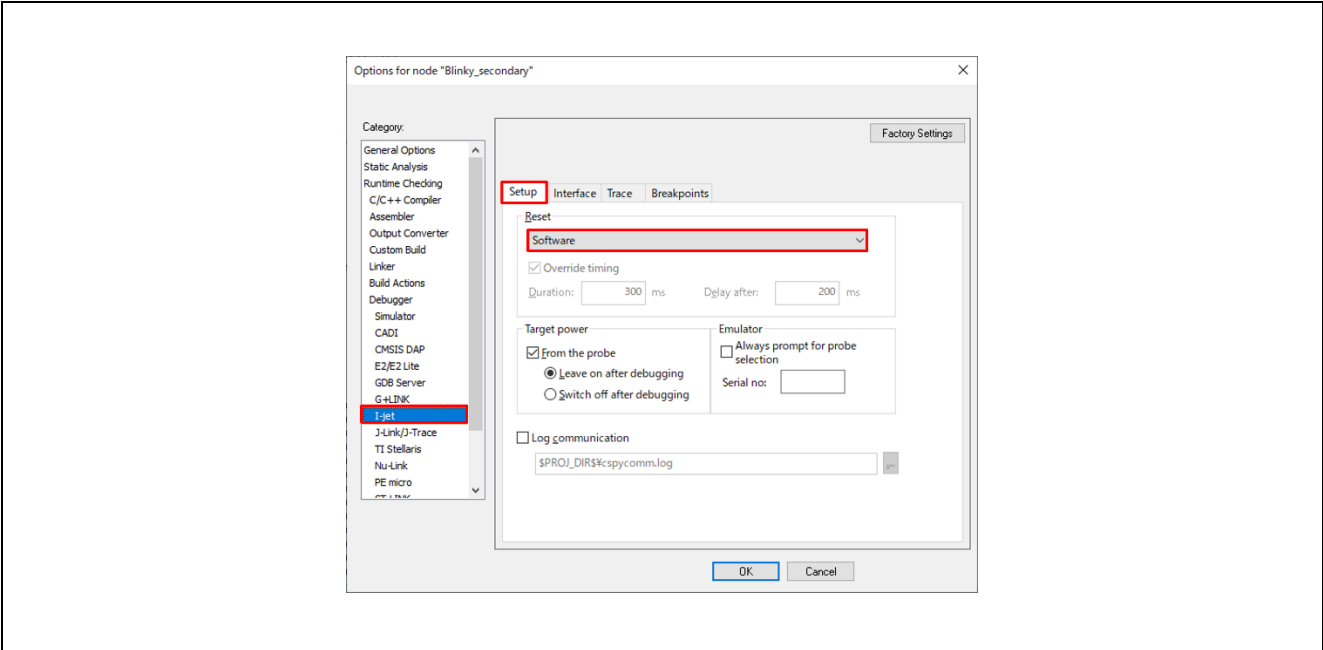 Options for node "Blinky_secondary"
Category:
General Options
Static Analysis
Runtime Checking
C/C++ Compiler
Assembler
Output Converter
Custom Build
Linker
Build Actions
Debugger
Simulator
CADI
CMSIS DAP
E2/E2 Lite
GDB Server
G+LINK
I-jet
J-Link/J-Trace
TI Stellaris
Nu-Link
PE micro
ST-LINK
Factory Settings
Setup Interface Trace Breakpoints
Reset
Software
Override timing
Duration: 300 ms Delay after: 200 ms
Target power
From the probe
Leave on after debugging
Switch off after debugging
Emulator
Always prompt for probe
selection
Serial no:
Log communication
$PROJ_DIR$¥cspycomm.log
...
OK Cancel